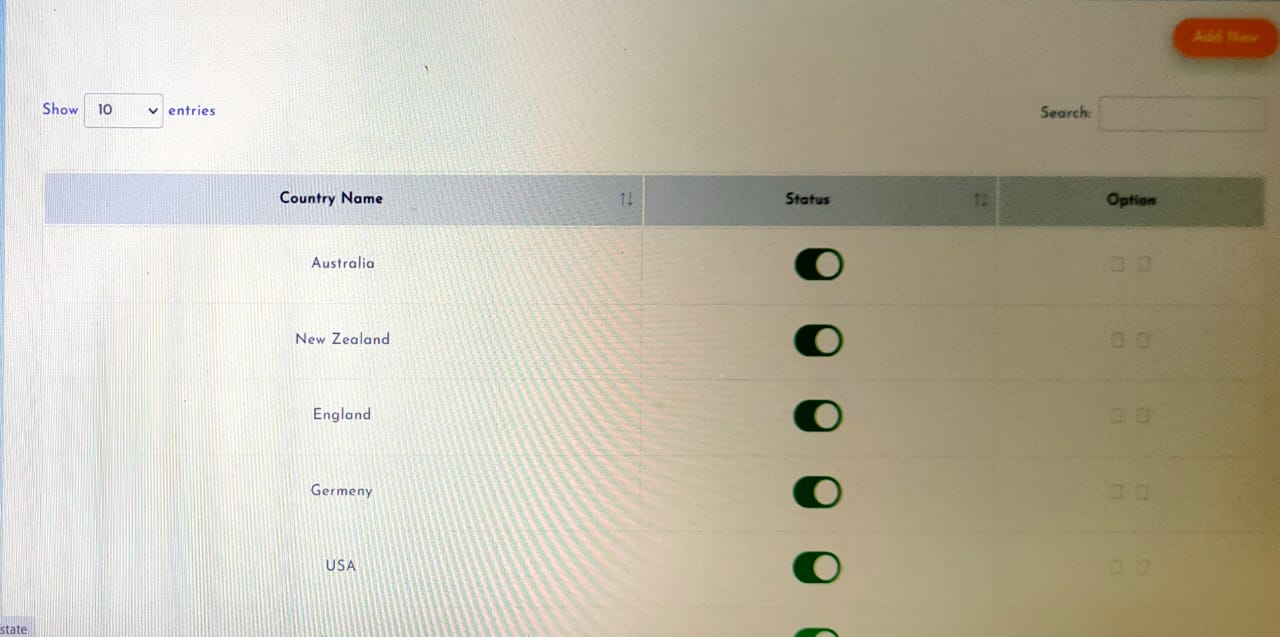 Add New
Show 10 entries
Search:
Country Name Status Option
Australia
New Zealand
England
Germeny
USA
state